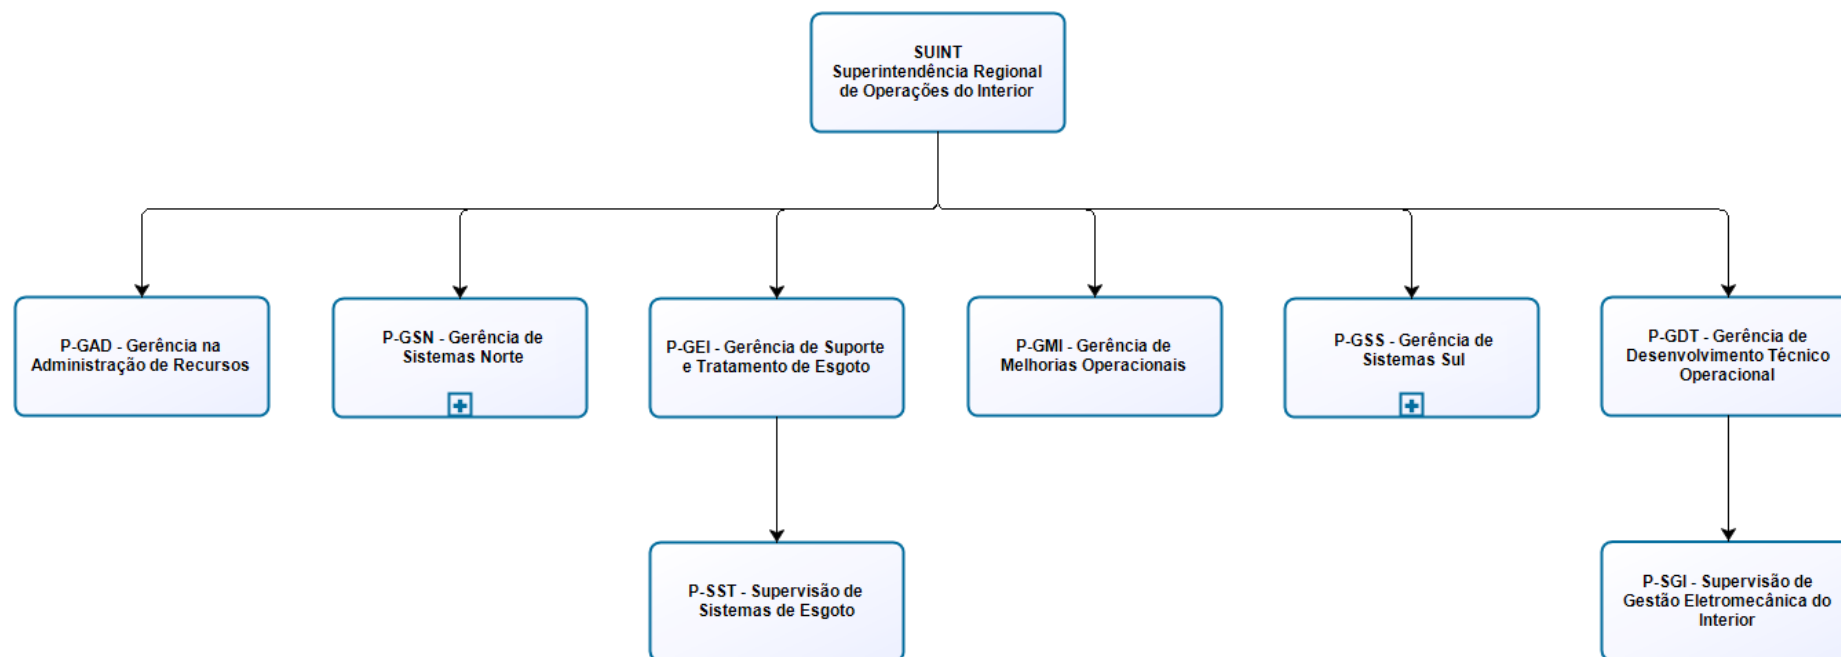 SUINT
Superintendência Regional
de Operações do Interior
P-GAD - Gerência na
Administração de Recursos
P-GSN - Gerência de
Sistemas Norte
P-GEI - Gerência de Suporte
e Tratamento de Esgoto
P-GMI - Gerência de
Melhorias Operacionais
P-GSS - Gerência de
Sistemas Sul
P-GDT - Gerência de
Desenvolvimento Técnico
Operacional
P-SST - Supervisão de
Sistemas de Esgoto
P-SGI - Supervisão de
Gestão Eletromecânica do
Interior